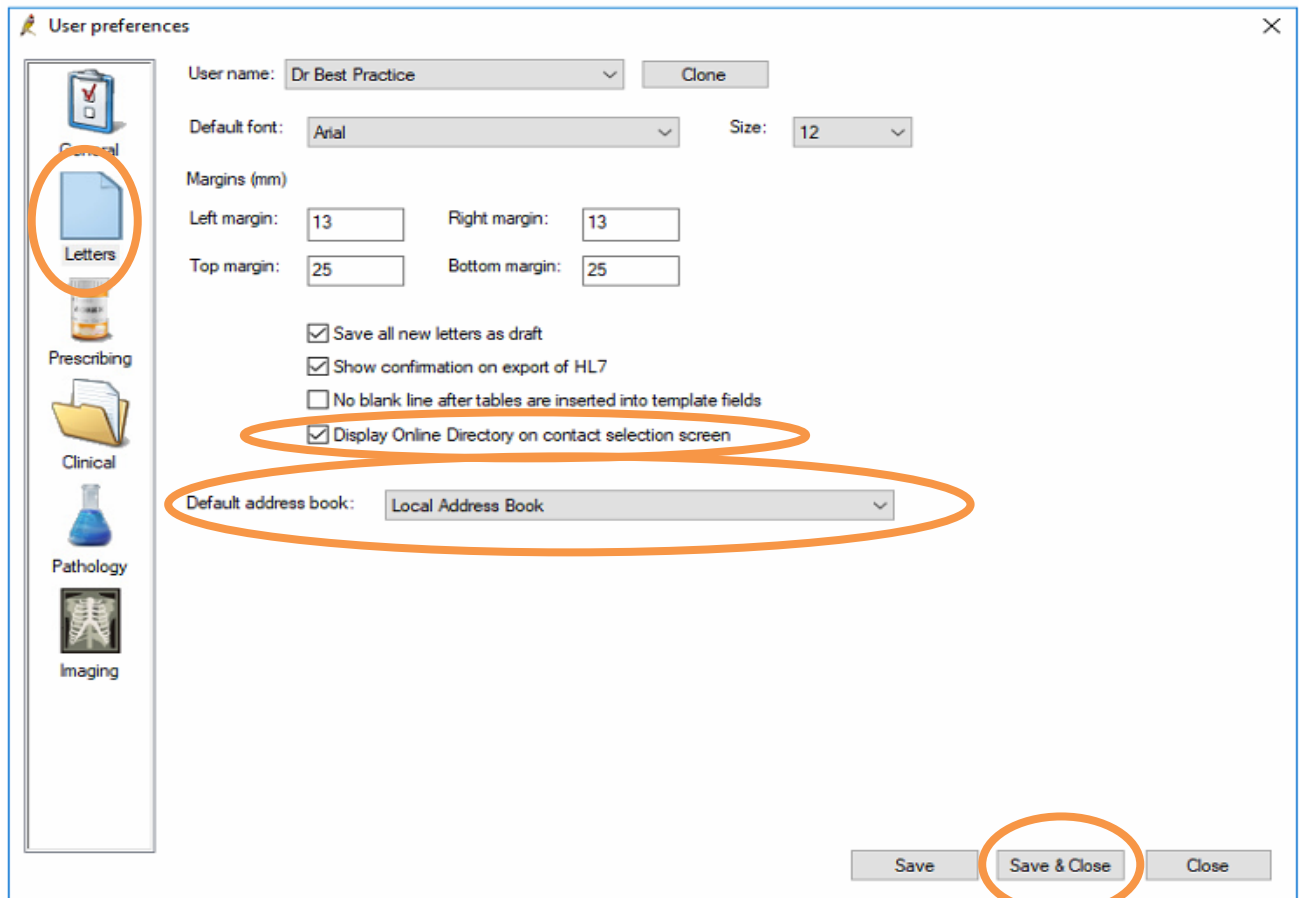 User preferences
User name: Dr Best Practice Clone
General
Default font: Arial Size: 12
Margins (mm)
Left margin: 13 Right margin: 13
Letters
Top margin: 25 Bottom margin: 25
Save all new letters as draft
Prescribing
Show confirmation on export of HL7
No blank line after tables are inserted into template fields
Display Online Directory on contact selection screen
Clinical
Default address book: Local Address Book
Pathology
Imaging
Save Save & Close Close